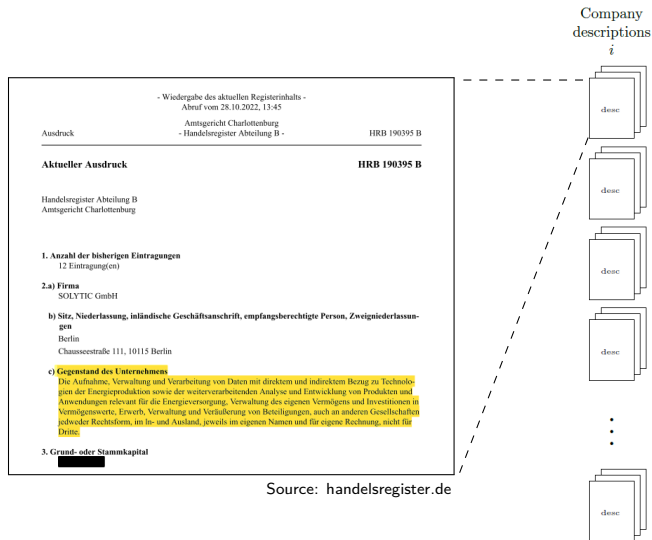 Company
descriptions
i
- Wiedergabe des aktuellen Registerinhalts -
Abruf vom 28.10.2022, 13:45
Amtsgericht Charlottenburg
Ausdruck - Handelsregister Abteilung B - HRB 190395 B
Aktueller Ausdruck HRB 190395 B
Handelsregister Abteilung B
Amtsgericht Charlottenburg
1. Anzahl der bisherigen Eintragungen
12 Eintragung(en)
2.a) Firma
SOLYTIC GmbH
b) Sitz, Niederlassung, inländische Geschäftsanschrift, empfangsberechtigte Person, Zweigniederlassun-
gen
Berlin
Chausseestraße 111, 10115 Berlin
c) Gegenstand des Unternehmens
Die Aufnahme, Verwaltung und Verarbeitung von Daten mit direktem und indirektem Bezug zu Technolo-
gien der Energieproduktion sowie der weiterverarbeitenden Analyse und Entwicklung von Produkten und
Anwendungen relevant für die Energieversorgung, Verwaltung des eigenen Vermögens und Investitionen in
Vermögenswerte, Erwerb, Verwaltung und Veräußerung von Beteiligungen, auch an anderen Gesellschaften
jedweder Rechtsform, im In- und Ausland, jeweils im eigenen Namen und für eigene Rechnung, nicht für
Dritte.
3. Grund- oder Stammkapital
Source: handelsregister.de
desc
desc
desc
desc
desc